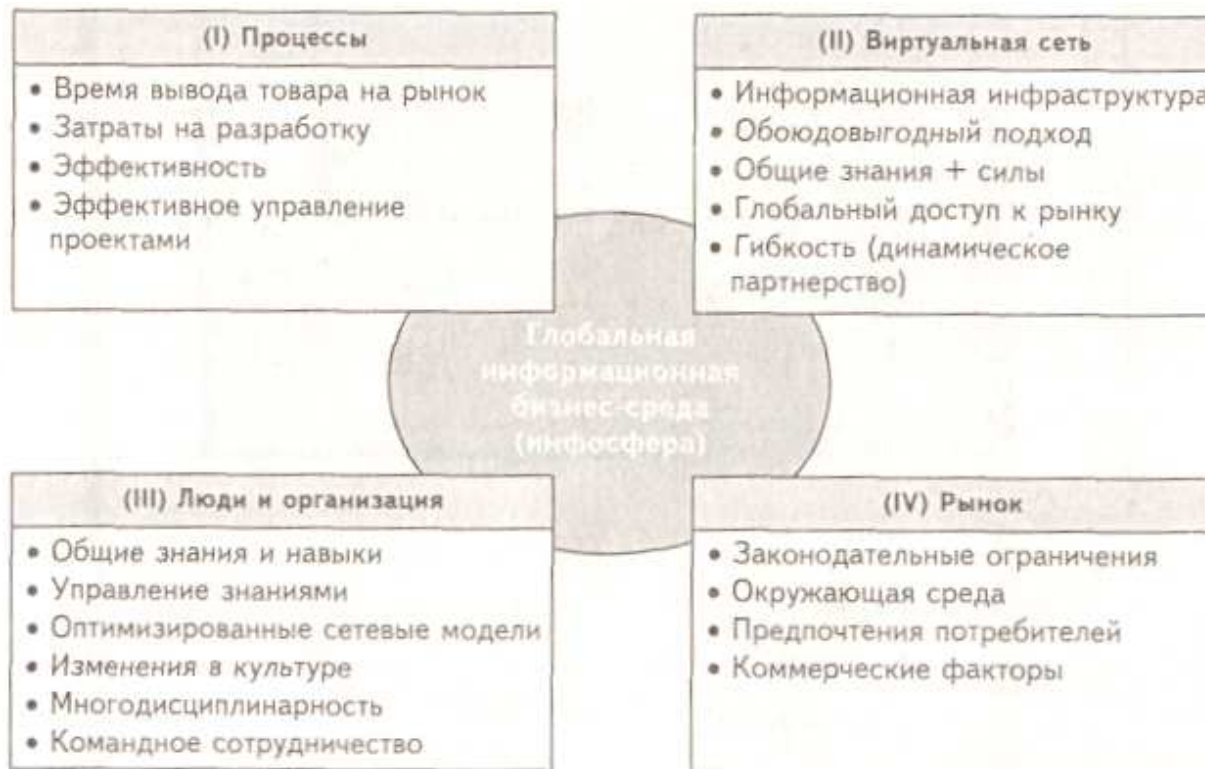 (I) Процессы
• Время вывода товара на рынок
• Затраты на разработку
• Эффективность
• Эффективное управление
проектами
(II) Виртуальная сеть
• Информационная инфраструктура
• Обоюдовыгодный подход
• Общие знания + силы
• Глобальный доступ к рынку
• Гибкость (динамическое
партнерство)
Глобальная
информационная
бизнес-среда
(инфосфера)
(III) Люди и организация
• Общие знания и навыки
• Управление знаниями
• Оптимизированные сетевые модели
• Изменения в культуре
• Многодисциплинарность
• Командное сотрудничество
(IV) Рынок
• Законодательные ограничения
• Окружающая среда
• Предпочтения потребителей
• Коммерческие факторы